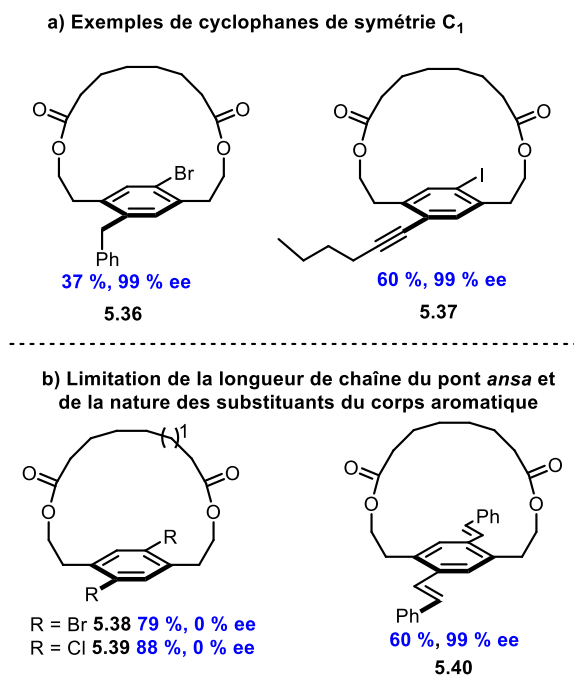 a) Exemples de cyclophanes de symétrie C₁
O O
O O
Br
Ph
37 %, 99 % ee
5.36
O O
O O
I
60 %, 99 % ee
5.37
b) Limitation de la longueur de chaîne du pont ansa et
de la nature des substituants du corps aromatique
( )1
O O
O O
R
R
R = Br 5.38 79 %, 0 % ee
R = Cl 5.39 88 %, 0 % ee
O O
O O
Ph
Ph
60 %, 99 % ee
5.40